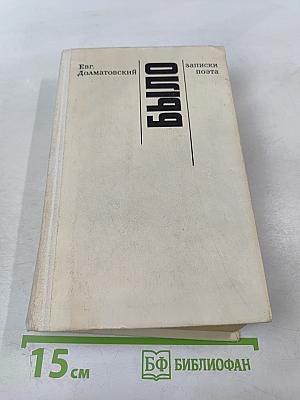 Евг.
Долматовский
БЫЛО
записки
поэта
15 см
БФ БИБЛИОФАН